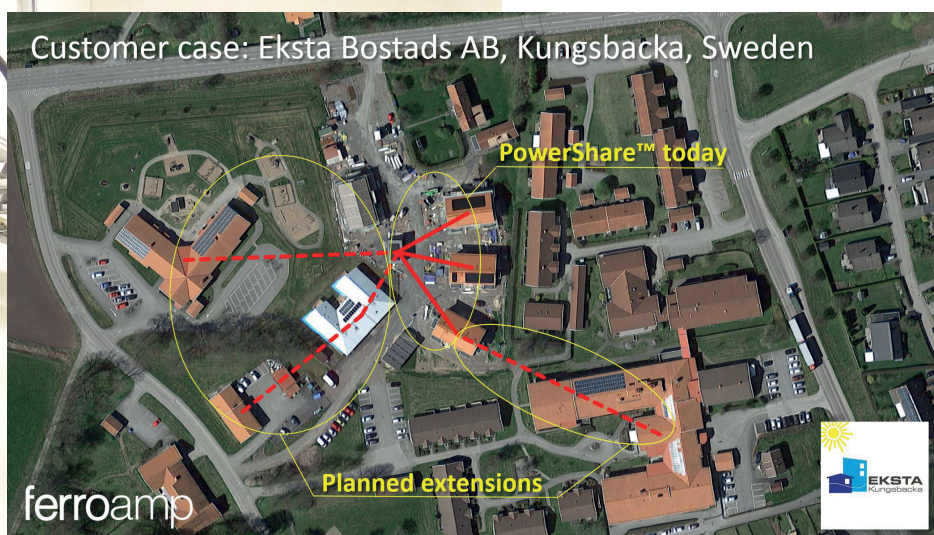 Customer case: Eksta Bostads AB, Kungsbacka, Sweden
PowerShare™ today
Planned extensions
ferroamp
EKSTA
Kungsbacka